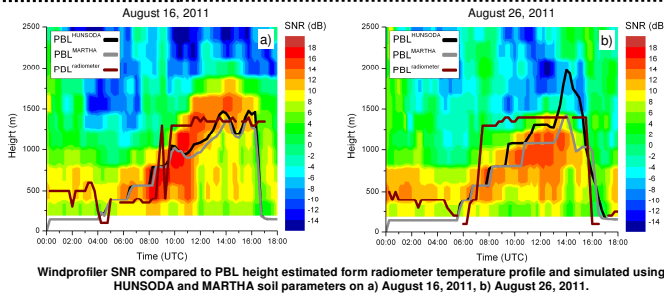 August 16, 2011
August 26, 2011
SNR (dB)
SNR (dB)
PBL HUNSODA
PBL MARTHA
PDL radiometer
a)
PBL HUNSODA
PBL MARTHA
PBL radiometer
b)
2500
2000
1500
1000
500
0
Height (m)
00:00 02:00 04:00 06:00 08:00 10:00 12:00 14:00 16:00 18:00
Time (UTC)
18
16
14
12
10
8
6
4
2
0
-2
-4
-6
-8
-10
-12
-14
2500
2000
1500
1000
500
0
Height (m)
00:00 02:00 04:00 06:00 08:00 10:00 12:00 14:00 16:00 18:00
Time (UTC)
18
16
14
12
10
8
6
4
2
0
-2
-4
-6
-8
-10
-12
-14
Windprofiler SNR compared to PBL height estimated form radiometer temperature profile and simulated using
HUNSODA and MARTHA soil parameters on a) August 16, 2011, b) August 26, 2011.